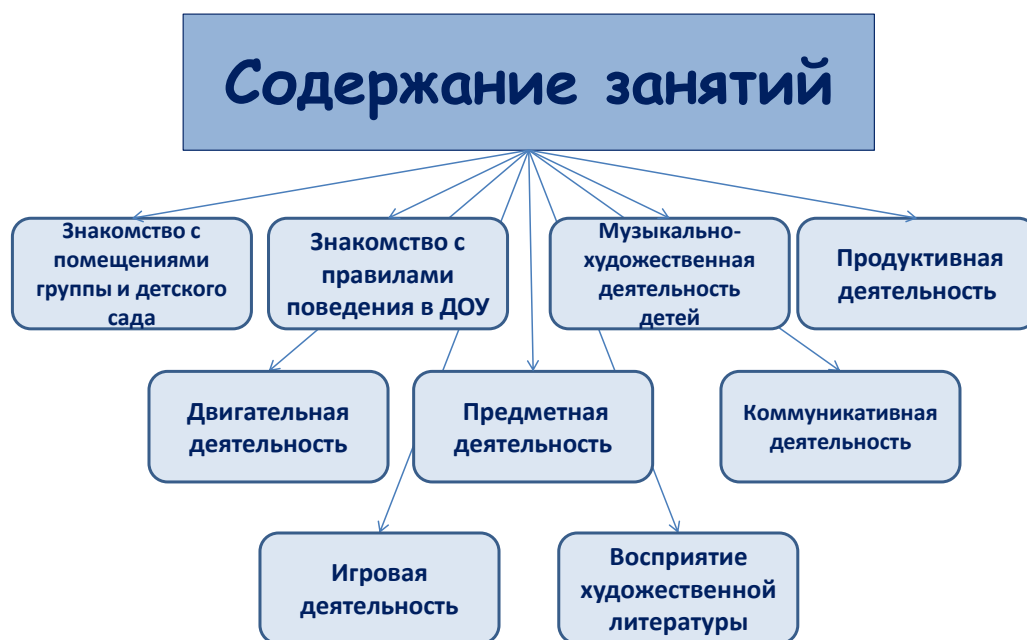 Содержание занятий
Знакомство с
помещениями
группы и детского
сада
Знакомство с
правилами
поведения в ДОУ
Музыкально-
художественная
деятельность
детей
Продуктивная
деятельность
Двигательная
деятельность
Предметная
деятельность
Коммуникативная
деятельность
Игровая
деятельность
Восприятие
художественной
литературы